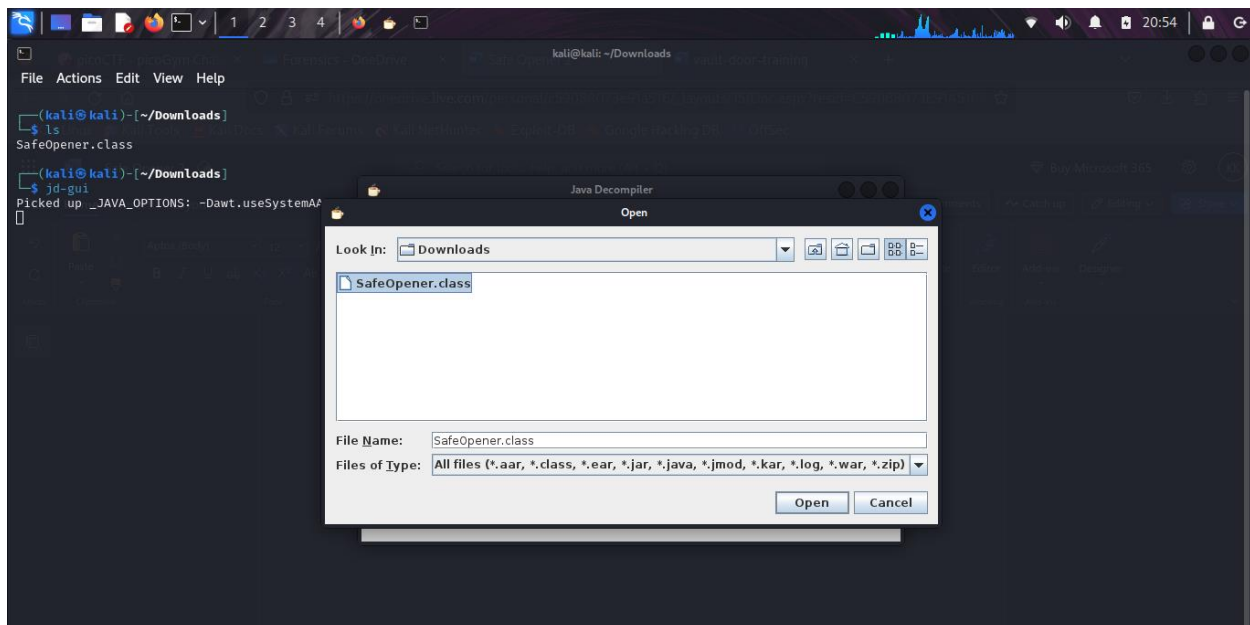 1 2 3 4
20:54
kali@kali: ~/Downloads
File Actions Edit View Help
(kali㉿kali)-[~/Downloads]
$ ls
SafeOpener.class
(kali㉿kali)-[~/Downloads]
$ jd-gui
Picked up _JAVA_OPTIONS: -Dawt.useSystemAA
Java Decompiler
Open
Look In: Downloads
SafeOpener.class
File Name: SafeOpener.class
Files of Type: All files (*.aar, *.class, *.ear, *.jar, *.java, *.jmod, *.kar, *.log, *.war, *.zip)
Open Cancel
Buy Microsoft 365